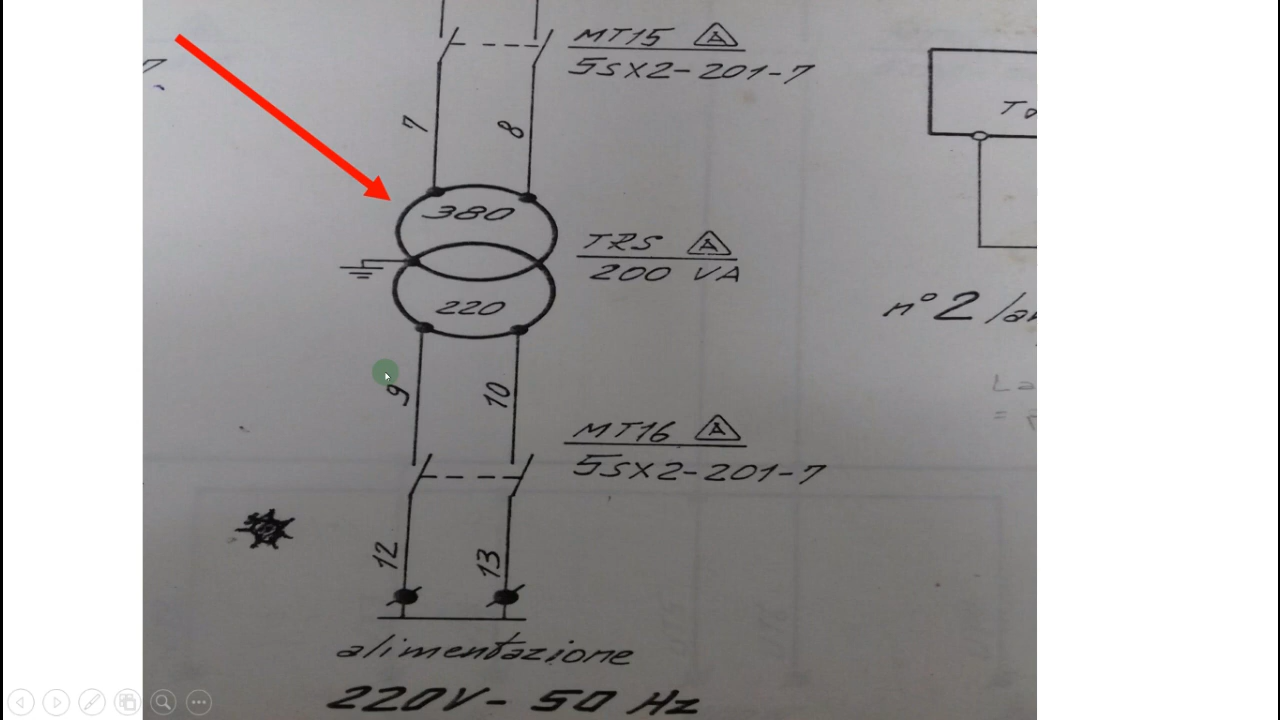 MT15 A
5SX2-201-7
7
8
380
TRS A
200 VA
220
n° 2
9
10
MT16 A
5SX2-201-7
12
13
alimentazione
220V- 50 Hz